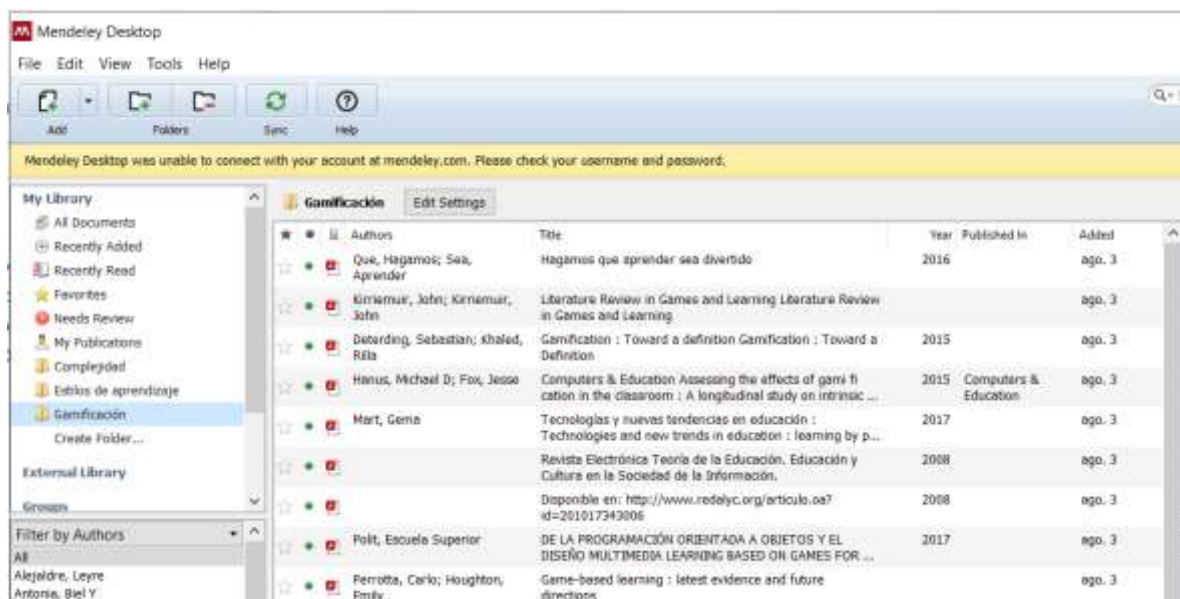 Mendeley Desktop
File Edit View Tools Help
Add Folders Sync Help
Mendeley Desktop was unable to connect with your account at mendeley.com. Please check your username and password.
My Library
All Documents
Recently Added
Recently Read
Favorites
Needs Review
My Publications
Complejidad
Estilos de aprendizaje
Gamificación
Create Folder...
External Library
Groups
Filter by Authors
All
Alejaldre, Leyre
Antonia, Biel Y
Gamificación Edit Settings
Authors Title Year Published In Added
Que, Hagamos; Sea, Hagamos que aprender sea divertido 2016 ago. 3
Aprender
Kirriemuir, John; Kirriemuir, Literature Review in Games and Learning Literature Review ago. 3
John in Games and Learning
Deterding, Sebastian; Khaled, Gamification : Toward a definition Gamification : Toward a 2015 ago. 3
Rilla Definition
Hanus, Michael D; Fox, Jesse Computers & Education Assessing the effects of gami fi 2015 Computers & ago. 3
cation in the classroom : A longitudinal study on intrinsic ... Education
Mart, Gema Tecnologías y nuevas tendencias en educación : 2017 ago. 3
Technologies and new trends in education : learning by p...
Revista Electrónica Teoría de la Educación. Educación y 2008 ago. 3
Cultura en la Sociedad de la Información.
Disponible en: http://www.redalyc.org/articulo.oa? 2008 ago. 3
id=201017343006
Polit, Escuela Superior DE LA PROGRAMACIÓN ORIENTADA A OBJETOS Y EL 2017 ago. 3
DISEÑO MULTIMEDIA LEARNING BASED ON GAMES FOR ...
Perrotta, Carlo; Houghton, Game-based learning : latest evidence and future ago. 3
Emily directions